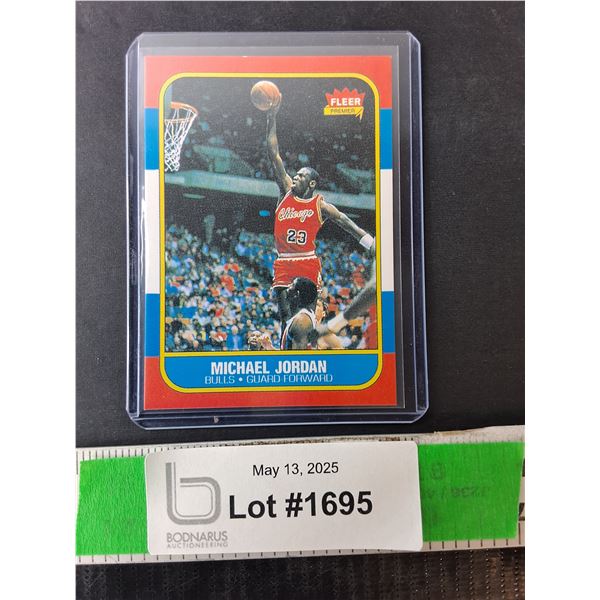 FLEER
PREMIER
Chicago
23
MICHAEL JORDAN
BULLS • GUARD FORWARD
May 13, 2025
Lot #1695
b
BODNARUS
AUCTIONEERING